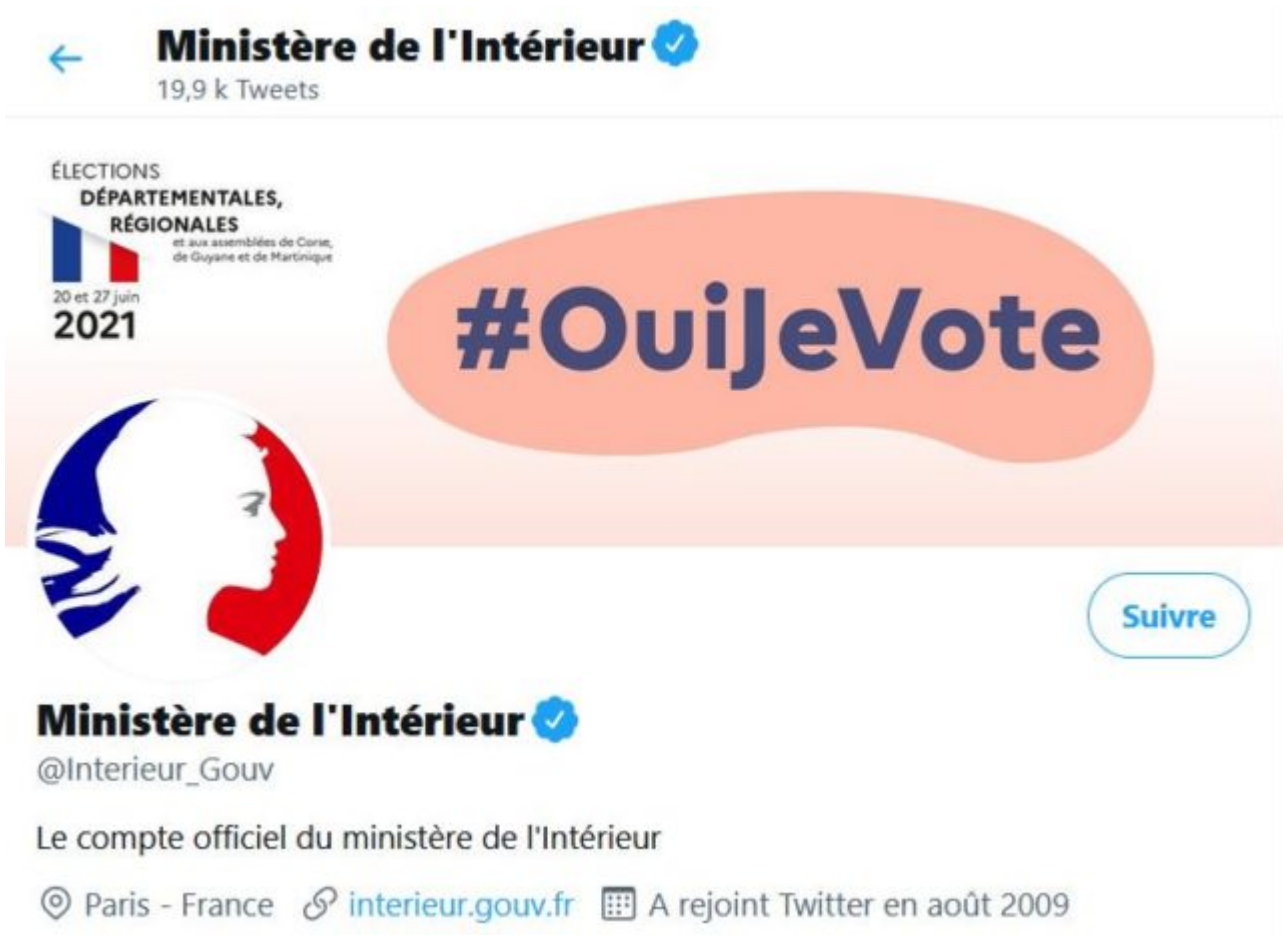 Ministère de l'Intérieur
19,9 k Tweets
ÉLECTIONS
DÉPARTEMENTALES,
RÉGIONALES
et aux assemblées de Corse,
de Guyane et de Martinique
20 et 27 juin
2021
#OuiJeVote
Suivre
Ministère de l'Intérieur
@Interieur_Gouv
Le compte officiel du ministère de l'Intérieur
Paris - France interieur.gouv.fr A rejoint Twitter en août 2009